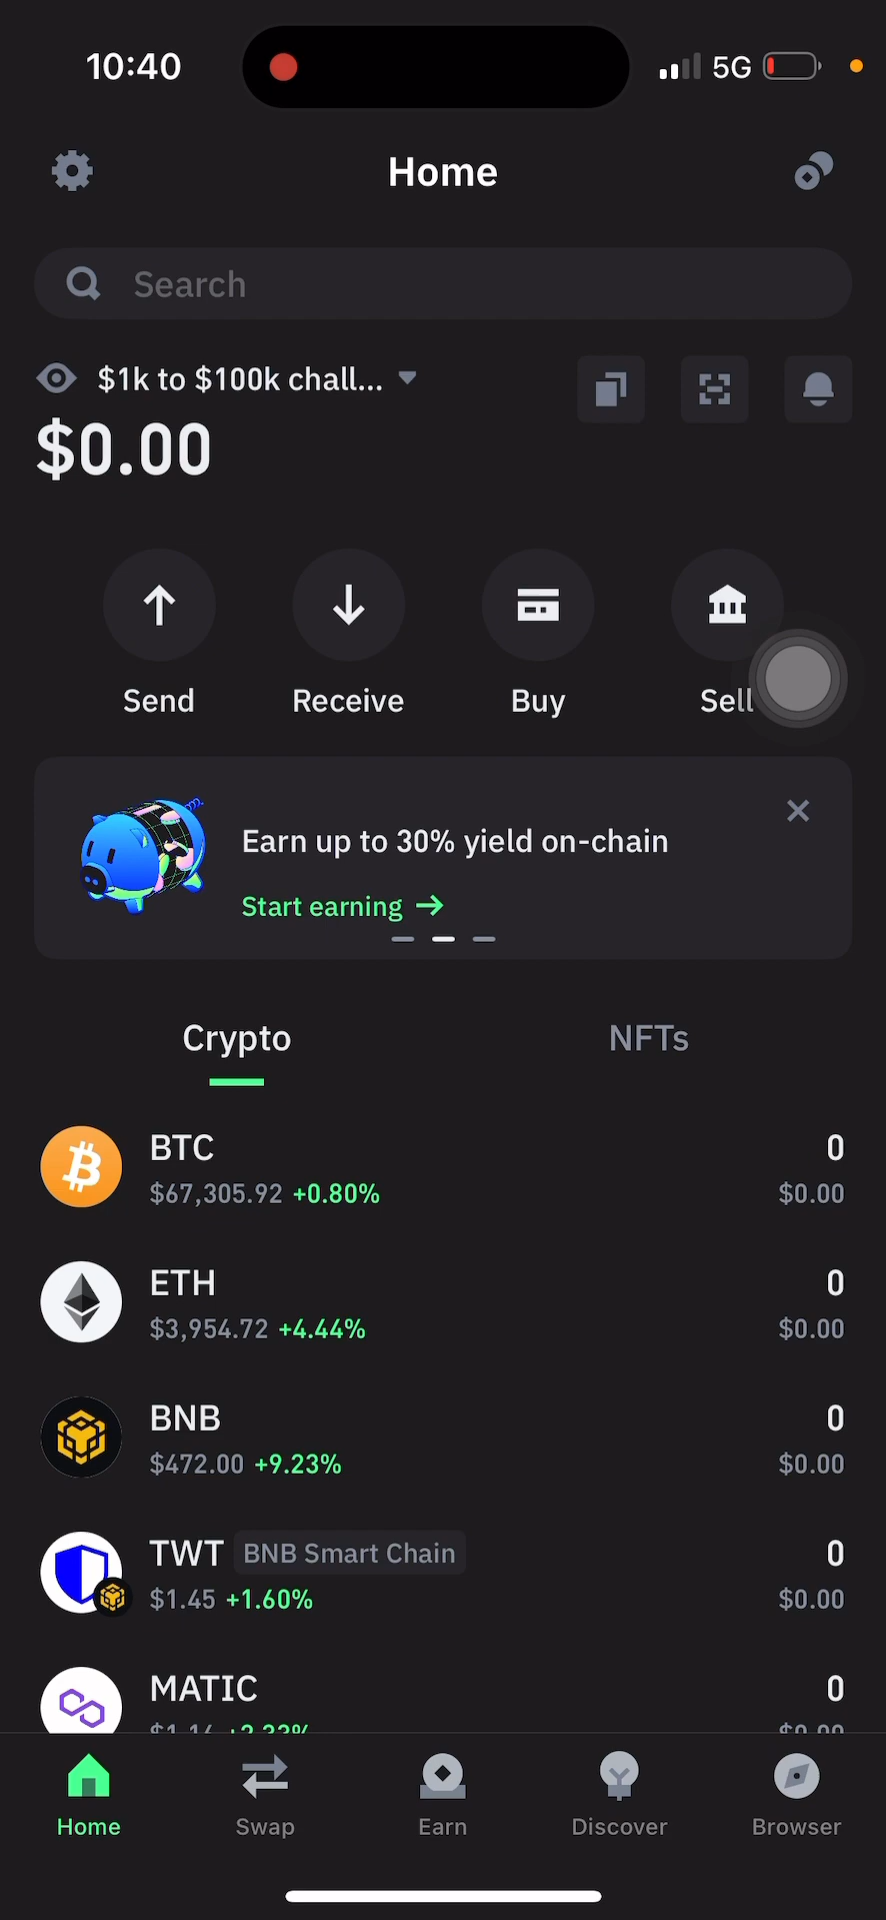 10:40
5G
Home
Search
$1k to $100k chall...
$0.00
Send
Receive
Buy
Sell
Earn up to 30% yield on-chain
Start earning
Crypto
NFTs
BTC
0
$67,305.92 +0.80%
$0.00
ETH
0
$3,954.72 +4.44%
$0.00
BNB
0
$472.00 +9.23%
$0.00
TWT BNB Smart Chain
0
$1.45 +1.60%
$0.00
MATIC
0
Home
Swap
Earn
Discover
Browser